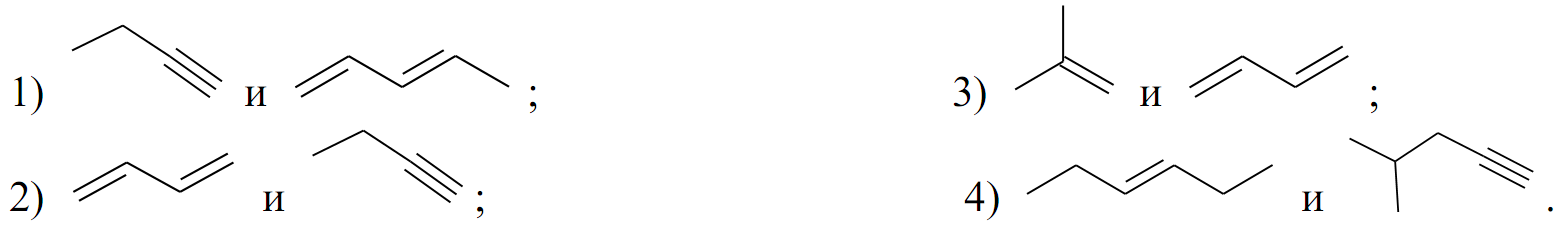 1) и ;
3) и ;
2) и ;
4) и .